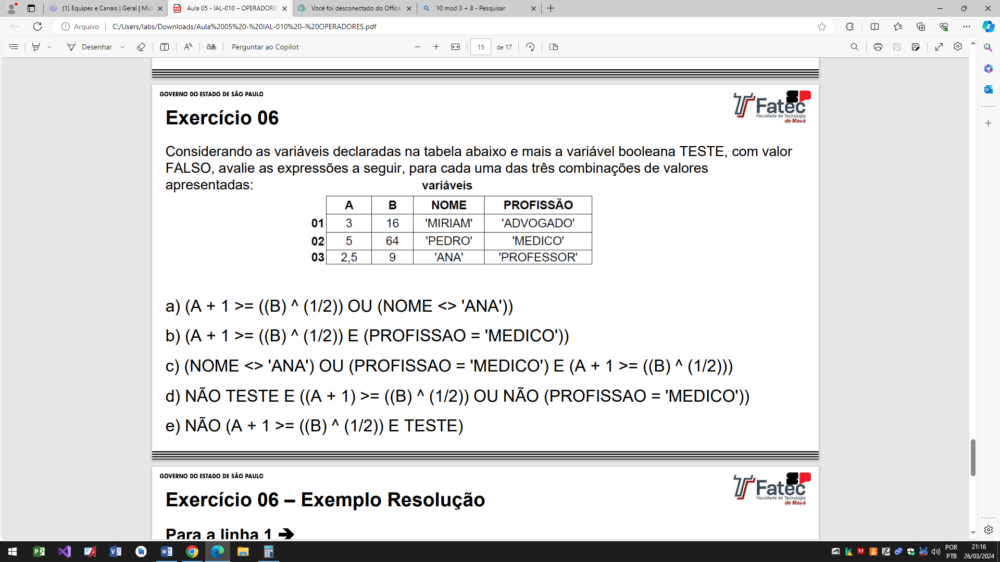 (1) Equipes e Canais | Geral | Mic
Aula 05 - IAL-010 – OPERADORE
Você foi desconectado do Office
10 mod 3 + 8 - Pesquisar
Arquivo
C:/Users/labs/Downloads/Aula%2005%20-%20IAL-010%20–%20OPERADORES.pdf
Desenhar
Perguntar ao Copilot
15 de 17
GOVERNO DO ESTADO DE SÃO PAULO
SP
Fatec
Faculdade de Tecnologia
de Mauá
Exercício 06
Considerando as variáveis declaradas na tabela abaixo e mais a variável booleana TESTE, com valor
FALSO, avalie as expressões a seguir, para cada uma das três combinações de valores
apresentadas:
variáveis
A B NOME PROFISSÃO
01 3 16 'MIRIAM' 'ADVOGADO'
02 5 64 'PEDRO' 'MEDICO'
03 2,5 9 'ANA' 'PROFESSOR'
a) (A + 1 >= ((B) ^ (1/2)) OU (NOME <> 'ANA'))
b) (A + 1 >= ((B) ^ (1/2)) E (PROFISSAO = 'MEDICO'))
c) (NOME <> 'ANA') OU (PROFISSAO = 'MEDICO') E (A + 1 >= ((B) ^ (1/2)))
d) NÃO TESTE E ((A + 1) >= ((B) ^ (1/2)) OU NÃO (PROFISSAO = 'MEDICO'))
e) NÃO (A + 1 >= ((B) ^ (1/2)) E TESTE)
GOVERNO DO ESTADO DE SÃO PAULO
SP
Fatec
Faculdade de Tecnologia
de Mauá
Exercício 06 – Exemplo Resolução
Para a linha 1 ➔
POR
PTB
21:16
26/03/2024